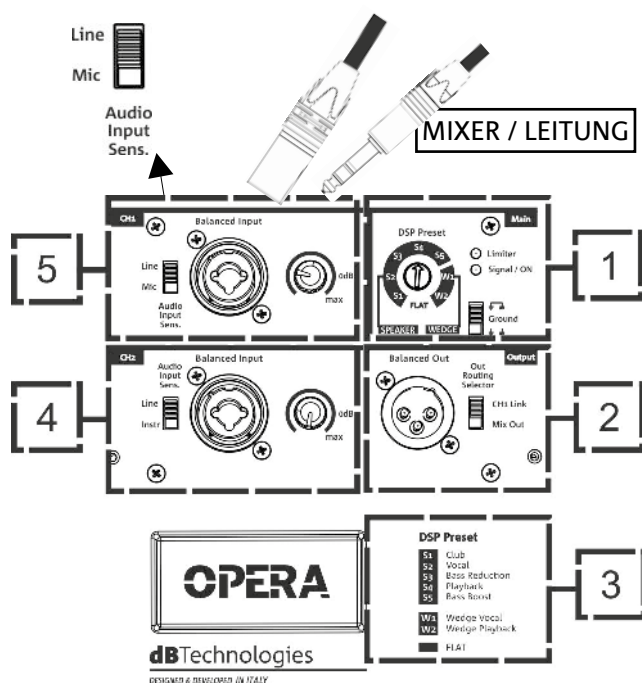 Line
Mic
Audio
Input
Sens.
MIXER / LEITUNG
CH1
Balanced Input
Line
Mic
Audio
Input
Sens.
0dB
max
5
DSP Preset
Main
S1
S2
S3
S4
S5
W1
W2
FLAT
SPEAKER
WEDGE
Limiter
Signal / ON
Ground
1
CH2
Audio
Input
Sens.
Balanced Input
Line
Instr
0dB
max
4
Balanced Out
Output
Out
Routing
Selector
CH1 Link
Mix Out
2
OPERA
dBTechnologies
DESIGNED & DEVELOPED IN ITALY
DSP Preset
S1 Club
S2 Vocal
S3 Bass Reduction
S4 Playback
S5 Bass Boost
W1 Wedge Vocal
W2 Wedge Playback
FLAT
3